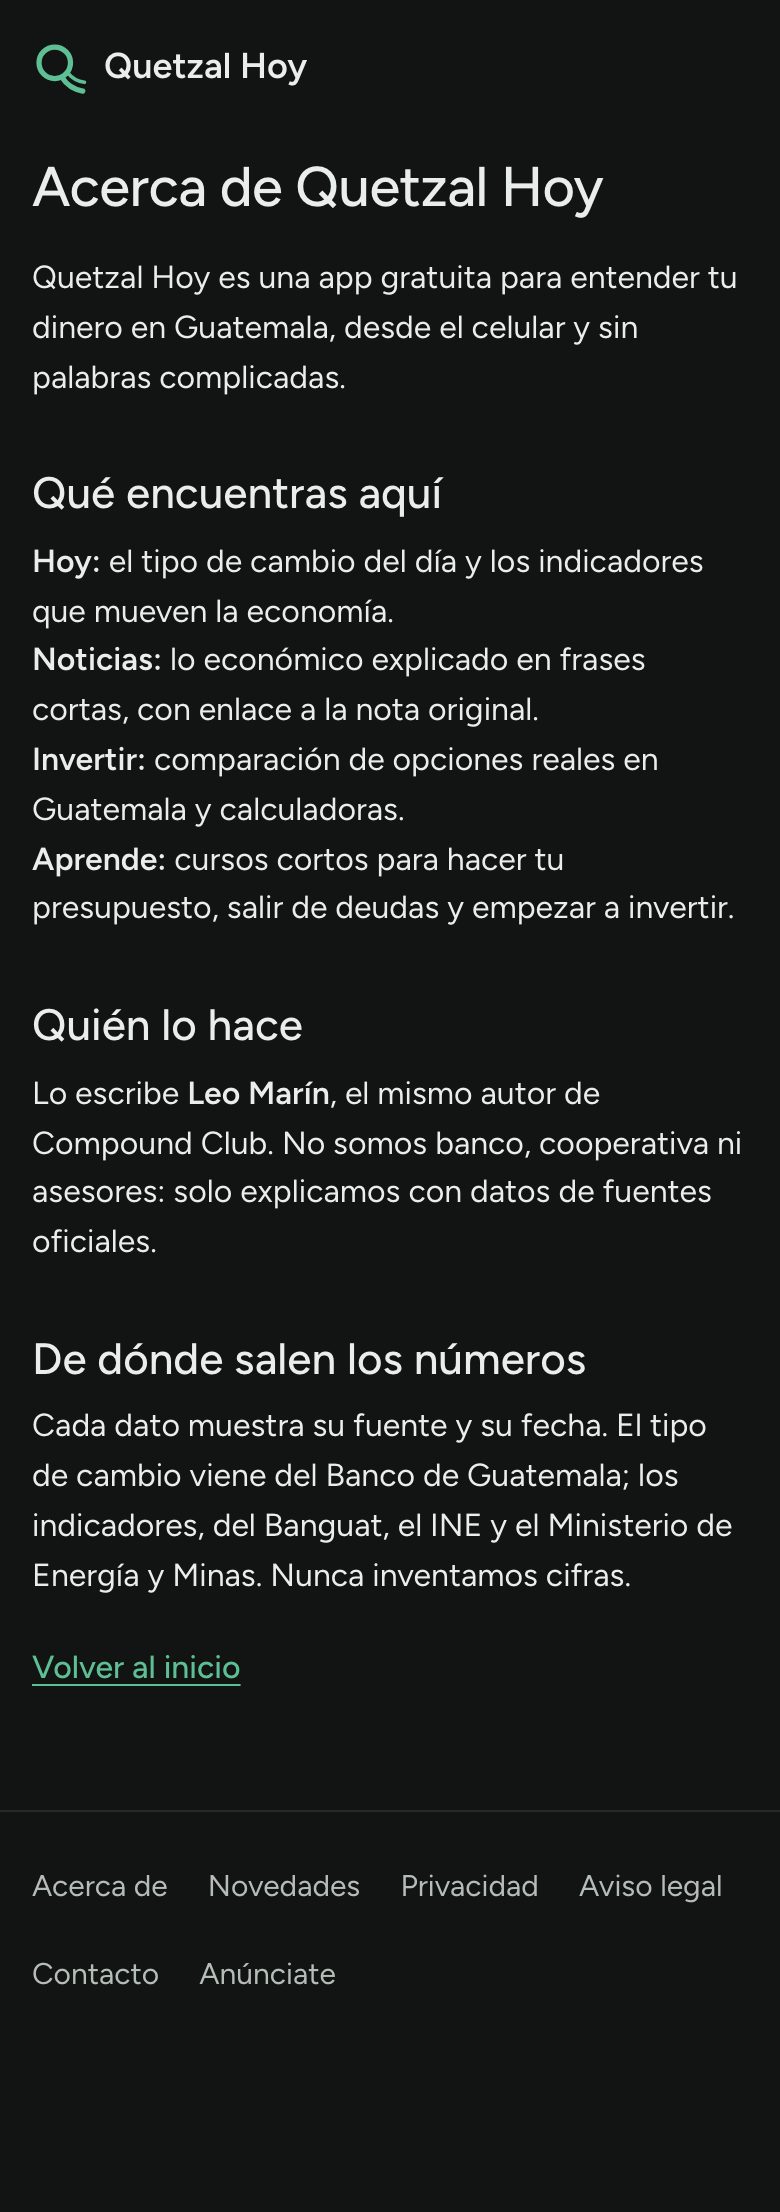 Quetzal Hoy
Acerca de Quetzal Hoy
Quetzal Hoy es una app gratuita para entender tu
dinero en Guatemala, desde el celular y sin
palabras complicadas.
Qué encuentras aquí
Hoy: el tipo de cambio del día y los indicadores
que mueven la economía.
Noticias: lo económico explicado en frases
cortas, con enlace a la nota original.
Invertir: comparación de opciones reales en
Guatemala y calculadoras.
Aprende: cursos cortos para hacer tu
presupuesto, salir de deudas y empezar a invertir.
Quién lo hace
Lo escribe Leo Marín, el mismo autor de
Compound Club. No somos banco, cooperativa ni
asesores: solo explicamos con datos de fuentes
oficiales.
De dónde salen los números
Cada dato muestra su fuente y su fecha. El tipo
de cambio viene del Banco de Guatemala; los
indicadores, del Banguat, el INE y el Ministerio de
Energía y Minas. Nunca inventamos cifras.
Volver al inicio
Acerca de Novedades Privacidad Aviso legal
Contacto Anúnciate